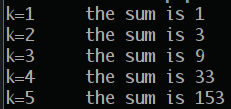 k=1 the sum is 1
k=2 the sum is 3
k=3 the sum is 9
k=4 the sum is 33
k=5 the sum is 153